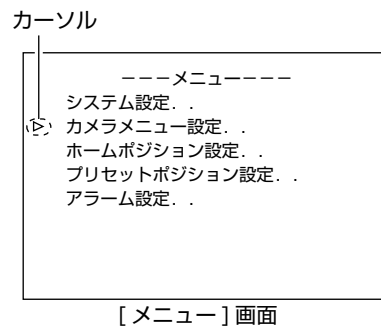 カーソル
－－－メニュー－－－
システム設定．．
カメラメニュー設定．．
ホームポジション設定．．
プリセットポジション設定．．
アラーム設定．．
[ メニュー ] 画面